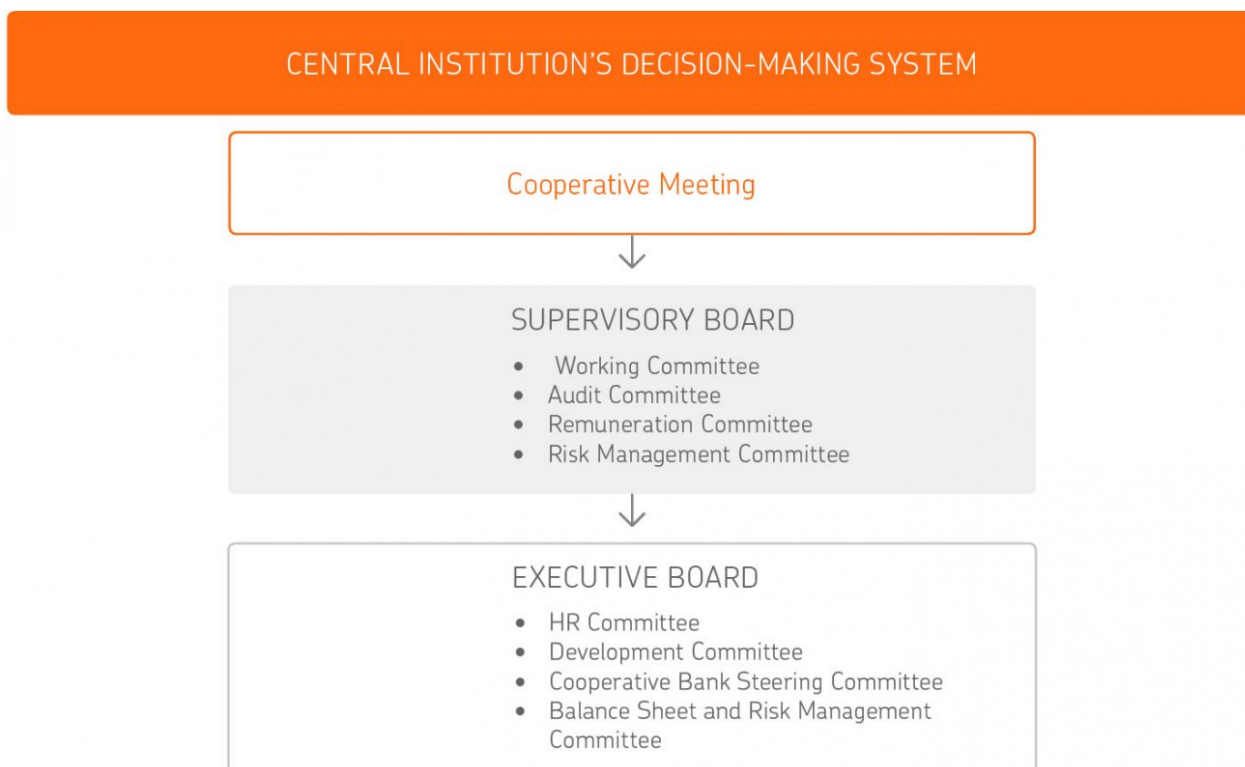 CENTRAL INSTITUTION'S DECISION-MAKING SYSTEM
Cooperative Meeting
SUPERVISORY BOARD
• Working Committee
• Audit Committee
• Remuneration Committee
• Risk Management Committee
EXECUTIVE BOARD
• HR Committee
• Development Committee
• Cooperative Bank Steering Committee
• Balance Sheet and Risk Management
Committee